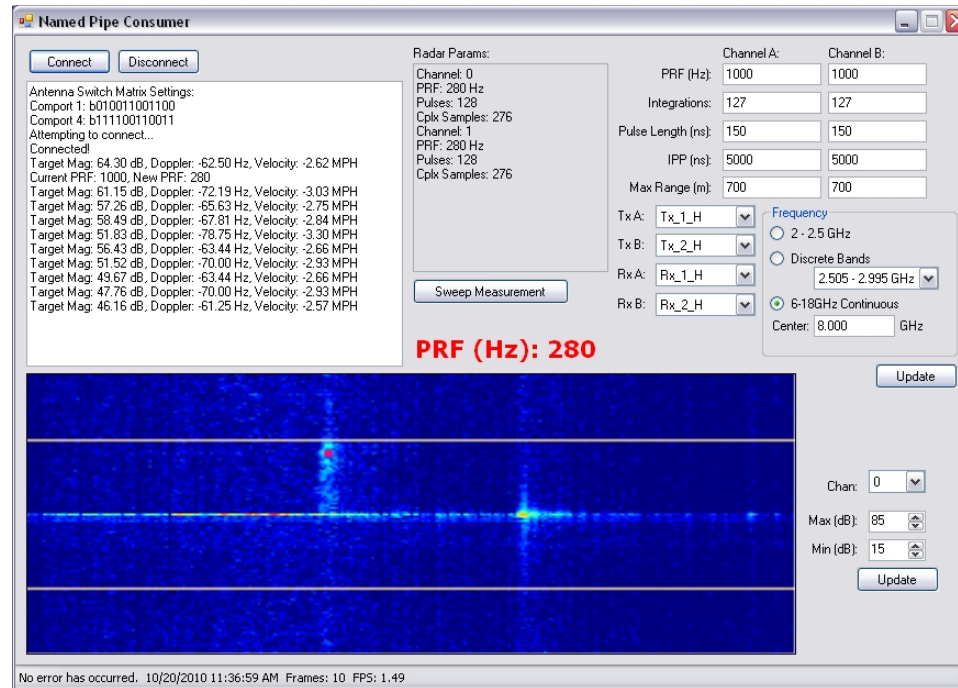 Named Pipe Consumer
Connect
Disconnect
Antenna Switch Matrix Settings:
Comport 1: b010011001100
Comport 4: b111100110011
Attempting to connect...
Connected!
Target Mag: 64.30 dB, Doppler: -62.50 Hz, Velocity: -2.62 MPH
Current PRF: 1000, New PRF: 280
Target Mag: 61.15 dB, Doppler: -72.19 Hz, Velocity: -3.03 MPH
Target Mag: 57.26 dB, Doppler: -65.63 Hz, Velocity: -2.75 MPH
Target Mag: 58.49 dB, Doppler: -67.81 Hz, Velocity: -2.84 MPH
Target Mag: 51.83 dB, Doppler: -78.75 Hz, Velocity: -3.30 MPH
Target Mag: 56.43 dB, Doppler: -63.44 Hz, Velocity: -2.66 MPH
Target Mag: 51.52 dB, Doppler: -70.00 Hz, Velocity: -2.93 MPH
Target Mag: 49.67 dB, Doppler: -63.44 Hz, Velocity: -2.66 MPH
Target Mag: 47.76 dB, Doppler: -70.00 Hz, Velocity: -2.93 MPH
Target Mag: 46.16 dB, Doppler: -61.25 Hz, Velocity: -2.57 MPH
Radar Params:
Channel: 0
PRF: 280 Hz
Pulses: 128
Cplx Samples: 276
Channel: 1
PRF: 280 Hz
Pulses: 128
Cplx Samples: 276
Sweep Measurement
PRF (Hz): 280
Channel A: Channel B:
PRF (Hz): 1000 1000
Integrations: 127 127
Pulse Length (ns): 150 150
IPP (ns): 5000 5000
Max Range (m): 700 700
Tx A: Tx_1_H
Tx B: Tx_2_H
Rx A: Rx_1_H
Rx B: Rx_2_H
Frequency
2 - 2.5 GHz
Discrete Bands
2.505 - 2.995 GHz
6-18GHz Continuous
Center: 8.000 GHz
Update
Chan: 0
Max (dB): 85
Min (dB): 15
Update
No error has occurred. 10/20/2010 11:36:59 AM Frames: 10 FPS: 1.49